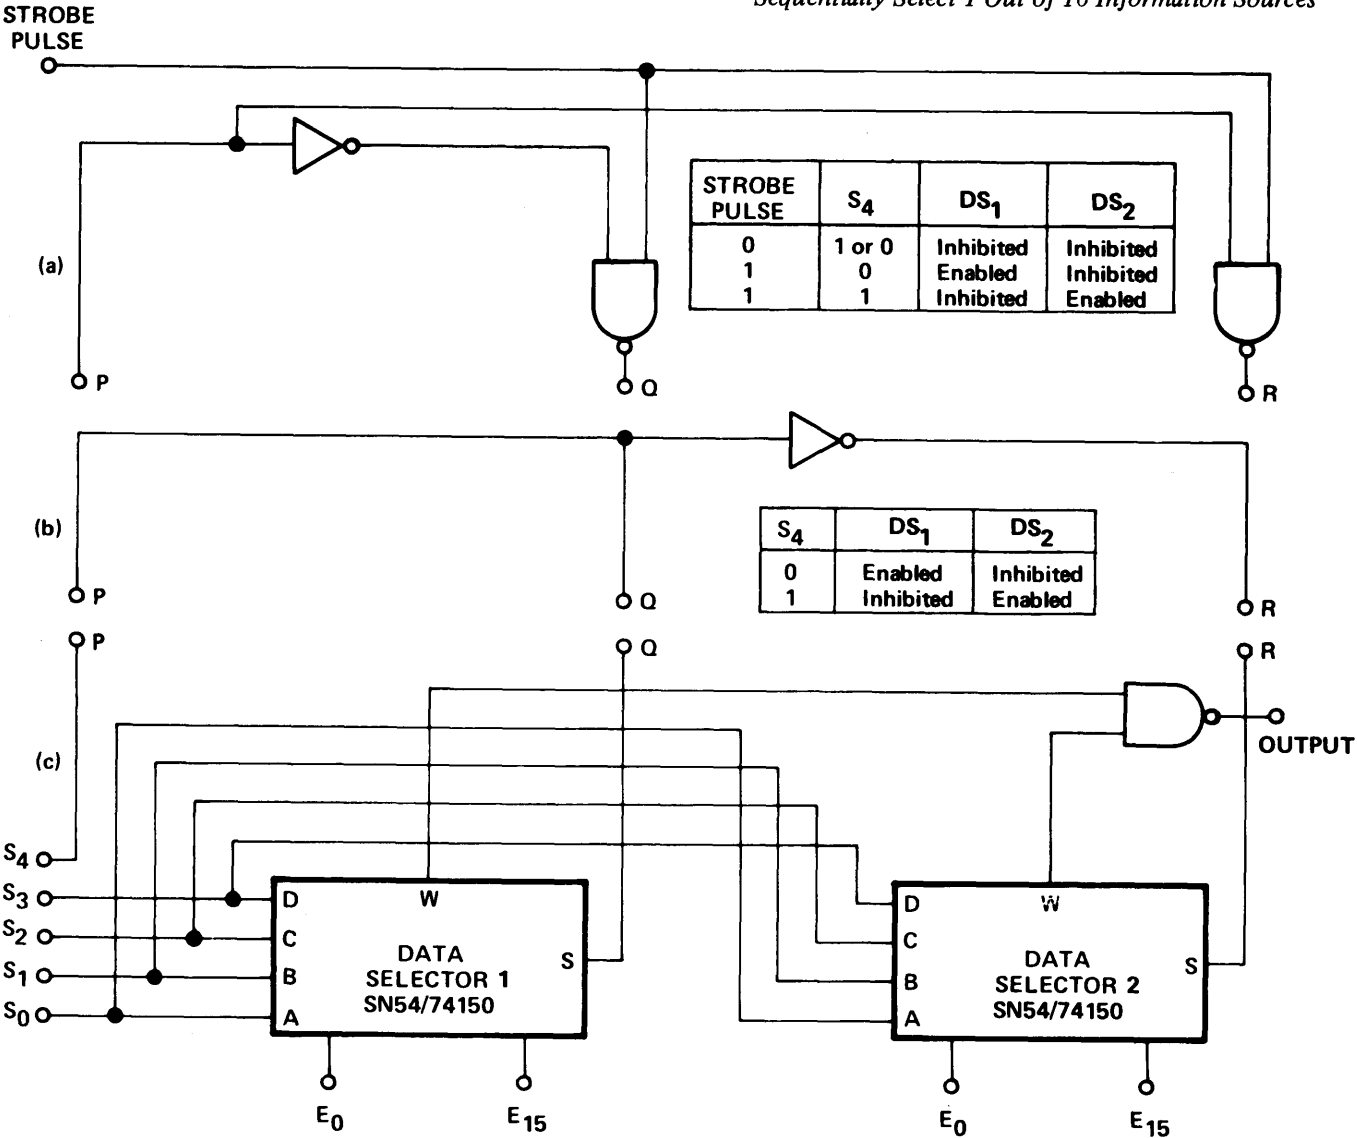 Sequentially Select 1 Out of 16 Information Sources
STROBE
PULSE
(a)
STROBE PULSE S4 DS1 DS2
0 1 or 0 Inhibited Inhibited
1 0 Enabled Inhibited
1 1 Inhibited Enabled
P
Q
R
(b)
S4 DS1 DS2
0 Enabled Inhibited
1 Inhibited Enabled
P
Q
R
P
Q
R
OUTPUT
(c)
S4
S3
S2
S1
S0
D
C
B
A
W
S
DATA
SELECTOR 1
SN54/74150
D
C
B
A
W
S
DATA
SELECTOR 2
SN54/74150
E0
E15
E0
E15